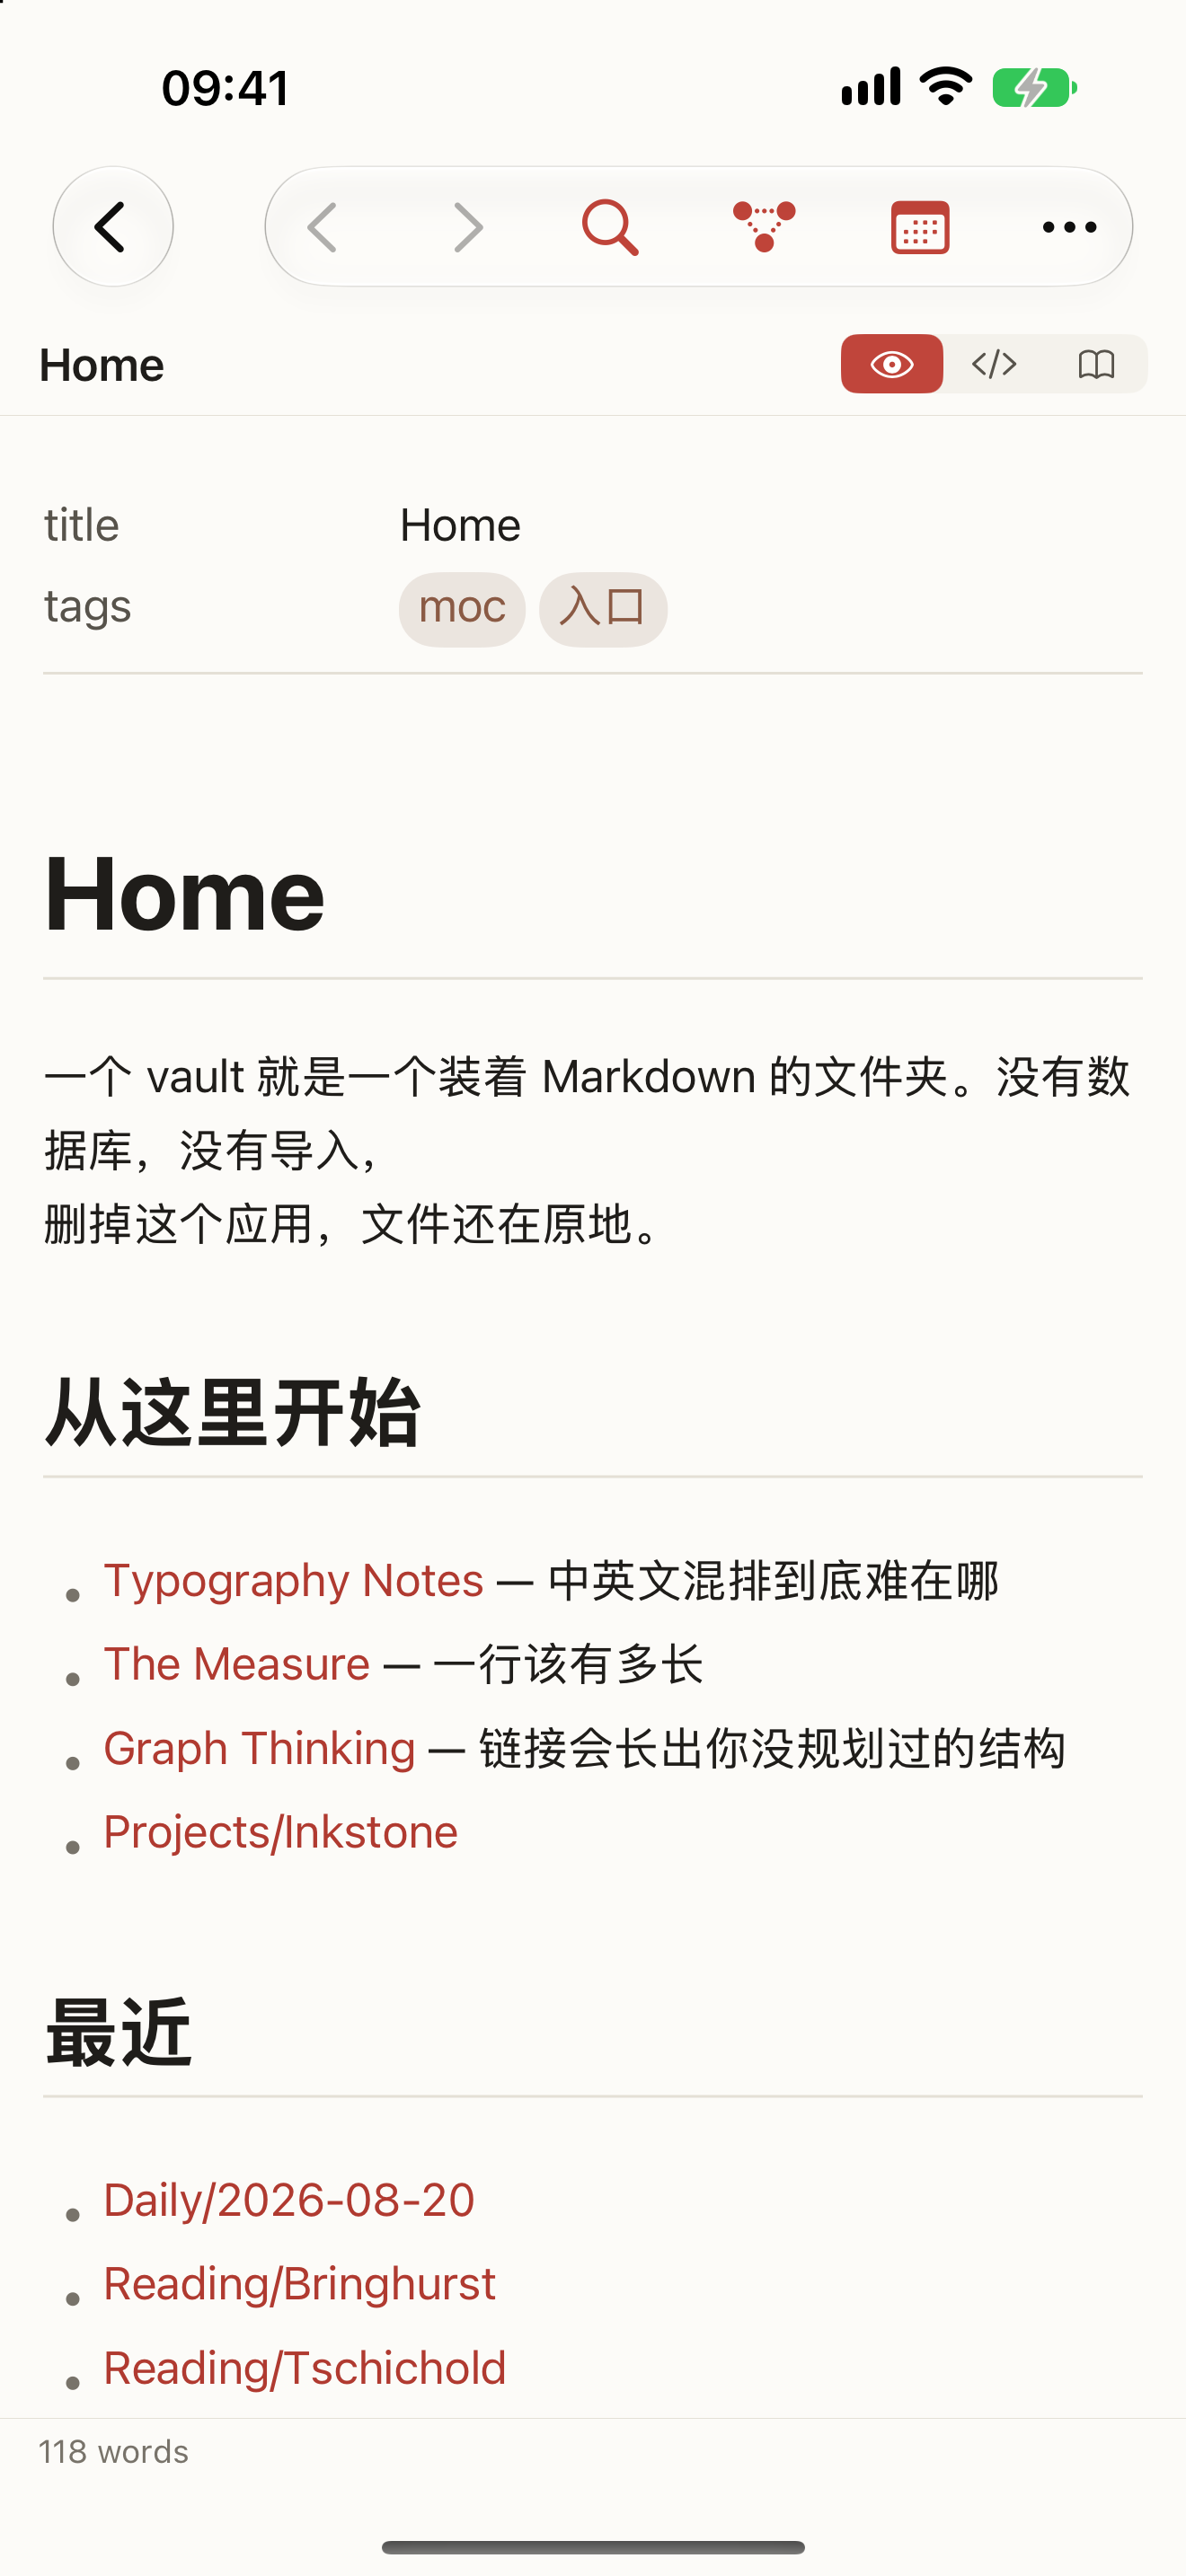 09:41
Home
title Home
tags moc 入口
Home
一个 vault 就是一个装着 Markdown 的文件夹。没有数
据库，没有导入，
删掉这个应用，文件还在原地。
从这里开始
• Typography Notes — 中英文混排到底难在哪
• The Measure — 一行该有多长
• Graph Thinking — 链接会长出你没规划过的结构
• Projects/Inkstone
最近
• Daily/2026-08-20
• Reading/Bringhurst
• Reading/Tschichold
118 words